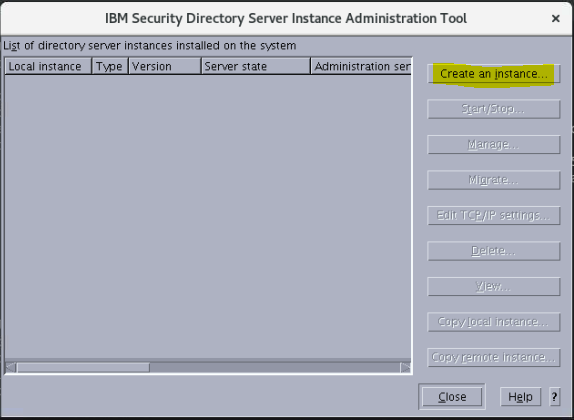 IBM Security Directory Server Instance Administration Tool
×
List of directory server instances installed on the system
Local instance Type Version Server state Administration ser
Create an instance...
Start/Stop...
Manage...
Migrate...
Edit TCP/IP settings...
Delete...
View...
Copy local instance...
Copy remote instance...
Close Help ?